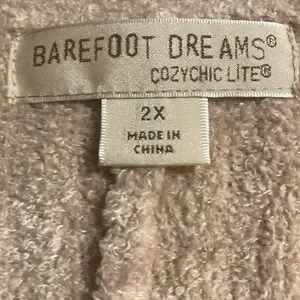 BAREFOOT DREAMS®
COZYCHIC LiTE®
2X
MADE IN
CHINA